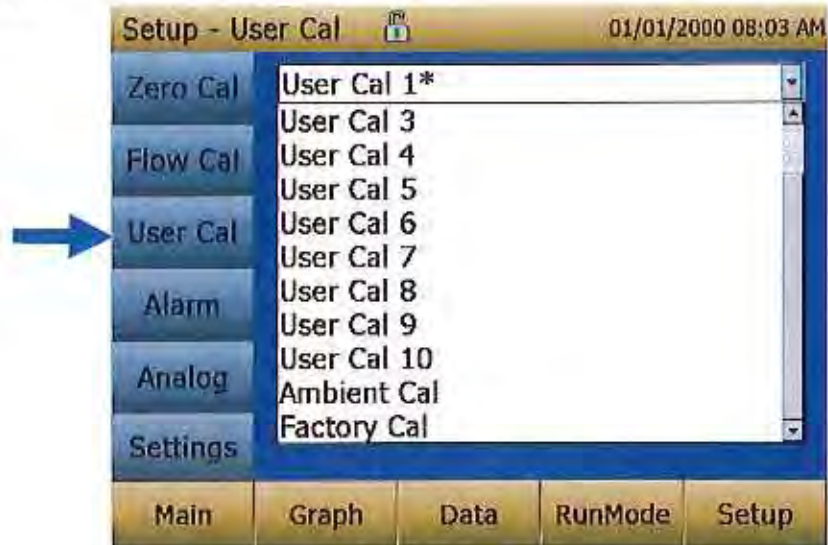 Setup - User Cal 01/01/2000 08:03 AM
Zero Cal
Flow Cal
User Cal
Alarm
Analog
Settings
User Cal 1*
User Cal 3
User Cal 4
User Cal 5
User Cal 6
User Cal 7
User Cal 8
User Cal 9
User Cal 10
Ambient Cal
Factory Cal
Main Graph Data RunMode Setup